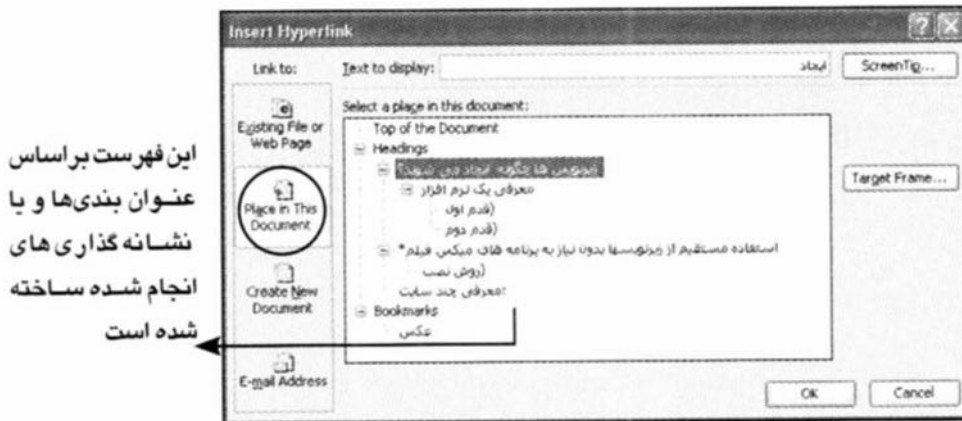 Insert Hyperlink
Link to:
Text to display:
ایجاد
ScreenTip...
Existing File or
Web Page
Place in This
Document
Create New
Document
E-mail Address
Select a place in this document:
Top of the Document
Headings
زیرنویس ها چگونه ایجاد می شوند؟
معرفی یک نرم افزار
(قدم اول
(قدم دوم
استفاده مستقیم از زیرنویسها بدون نیاز به برنامه های میکس فیلم*
(روش نصب
معرفی چند سایت:
Bookmarks
عکس
Target Frame...
OK
Cancel
این فهرست بر اساس
عنوان بندی‌ها و یا
نشانه گذاری های
انجام شده ساخته
شده است